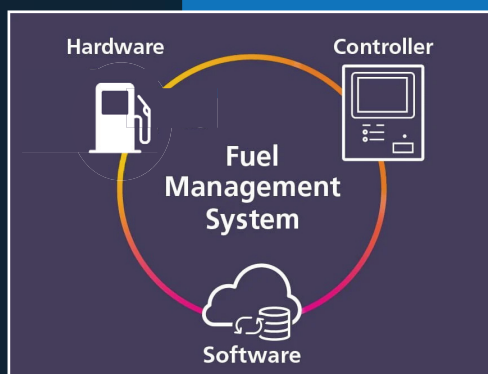 Hardware
Controller
Fuel
Management
System
Software